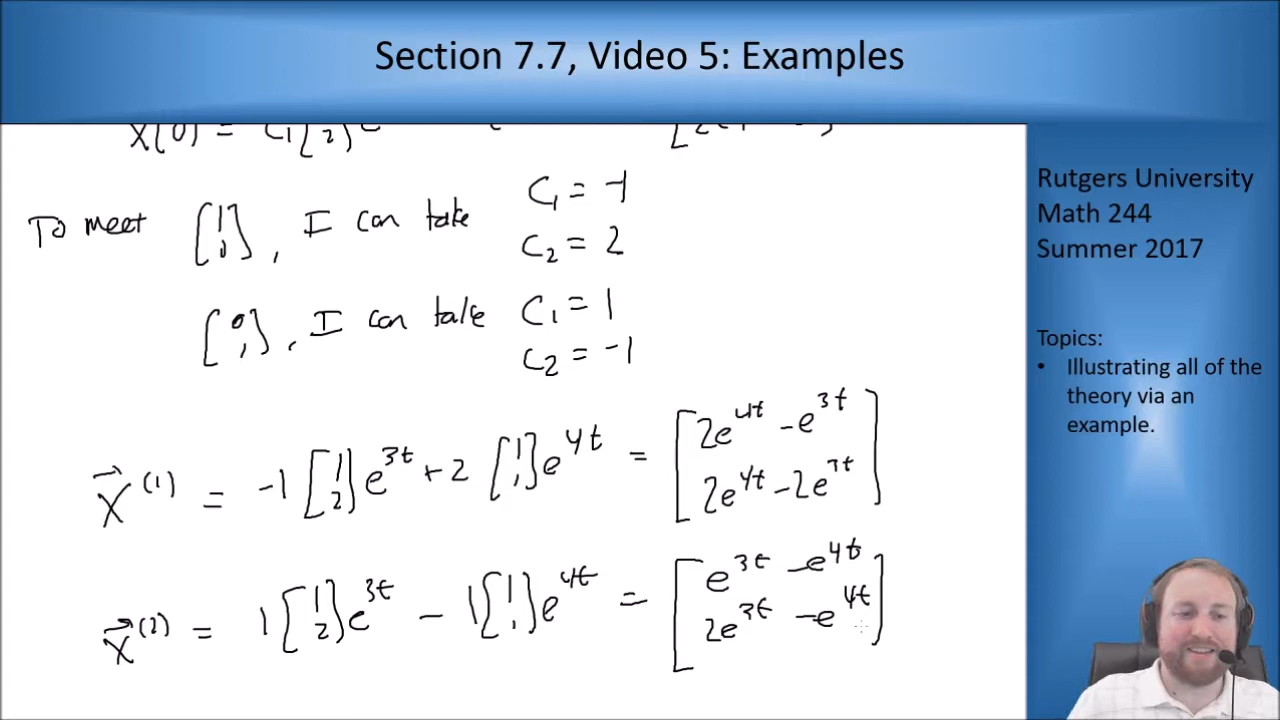 Section 7.7, Video 5: Examples
x(0) = C₁[2]e
To meet [1 0], I can take C₁ = -1
C₂ = 2
[0 1], I can take C₁ = 1
C₂ = -1
x⃗⁽¹⁾ = -1 [1 2] e^3t + 2 [1 1] e^4t = [2e^4t - e^3t
2e^4t - 2e^3t]
x⃗⁽²⁾ = 1 [1 2] e^3t - 1 [1 1] e^4t = [e^3t - e^4t
2e^3t - e^4t]
Rutgers University
Math 244
Summer 2017
Topics:
• Illustrating all of the
theory via an
example.